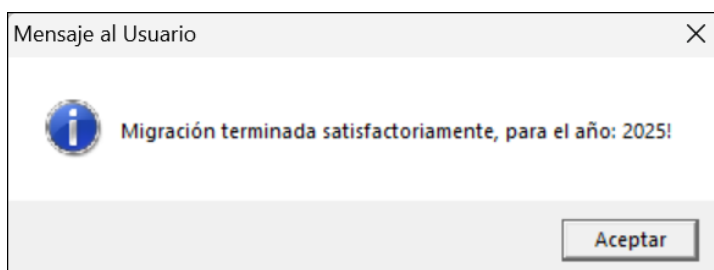 Mensaje al Usuario
Migración terminada satisfactoriamente, para el año: 2025!
Aceptar